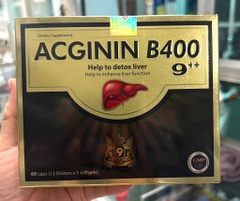 Dietary Supplement
ACGININ B400
9++
Help to detox liver
Help to enhance liver function
9
60 caps (12 blisters x 5 softgels)